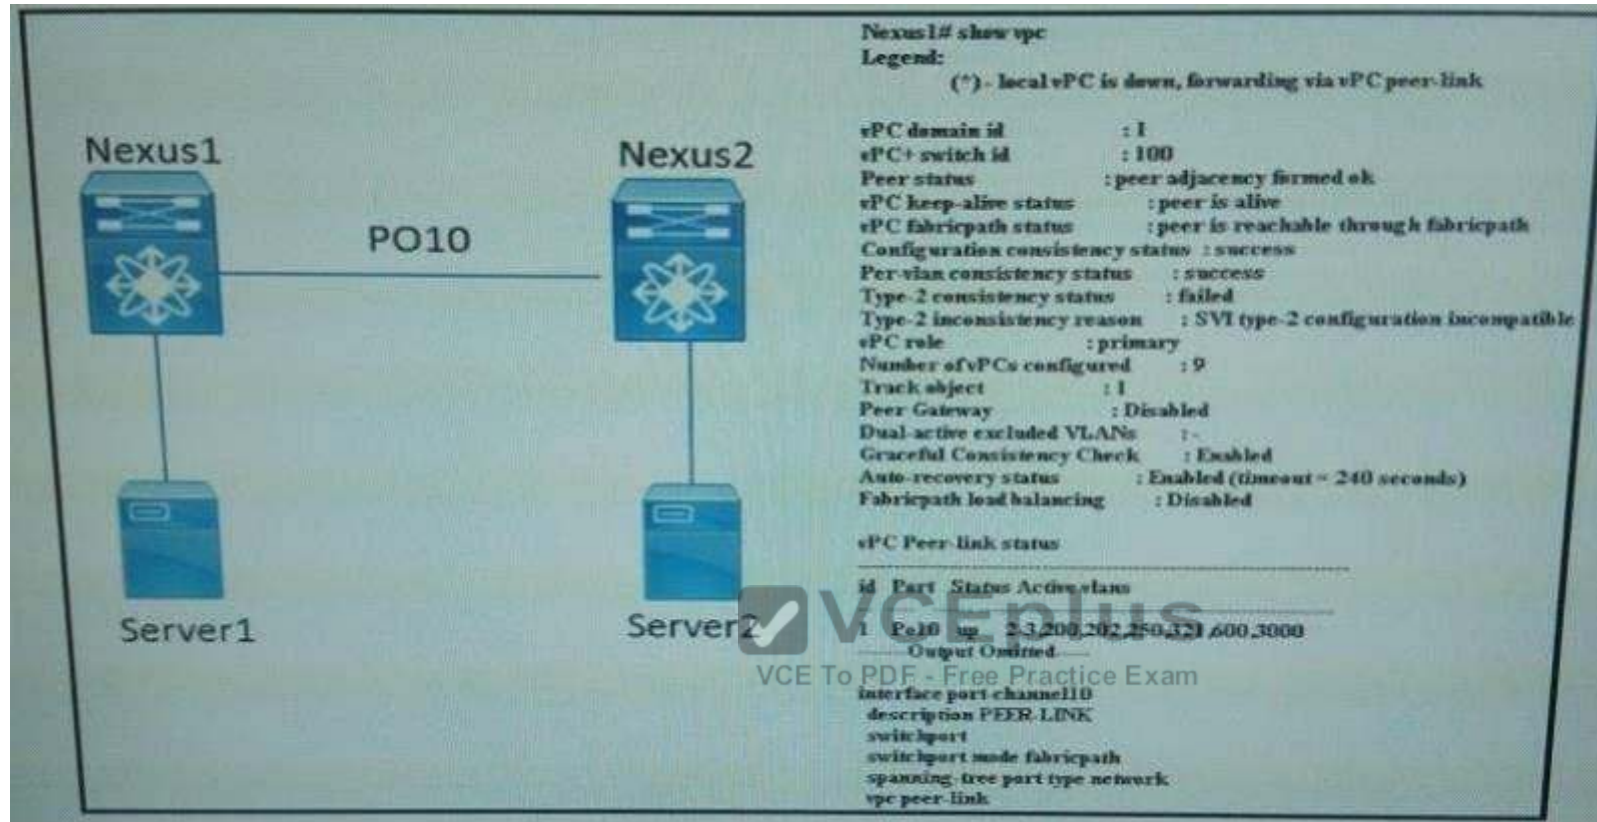 Nexus1
Nexus2
PO10
Server1
Server2
Nexus1# show vpc
Legend:
(*)- local vPC is down, forwarding via vPC peer-link
vPC domain id : 1
vPC+ switch id : 100
Peer status : peer adjacency formed ok
vPC keep-alive status : peer is alive
vPC fabricpath status : peer is reachable through fabricpath
Configuration consistency status : success
Per-vlan consistency status : success
Type-2 consistency status : failed
Type-2 inconsistency reason : SVI type-2 configuration incompatible
vPC role : primary
Number of vPCs configured : 9
Track object : 1
Peer Gateway : Disabled
Dual-active excluded VLANs : -
Graceful Consistency Check : Enabled
Auto-recovery status : Enabled (timeout = 240 seconds)
Fabricpath load balancing : Disabled
vPC Peer-link status
id Port Status Active vlans
1 Po10 up 2-3,200,202,250,321,600,3000
Output Omitted
interface port-channel10
description PEER-LINK
switchport
switchport mode fabricpath
spanning-tree port type network
vpc peer-link
VCEplus
VCE To PDF - Free Practice Exam